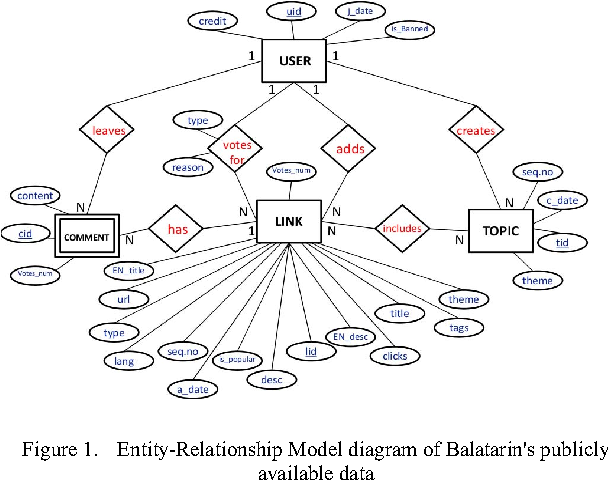 uid
j_date
credit
is_Banned
USER
1
1
1
1
type
leaves
votes
for
adds
creates
reason
Votes_num
seq.no
content
c_date
N
N
N
N
cid
COMMENT
N
has
1
LINK
N
includes
N
TOPIC
tid
Votes_num
EN_title
theme
url
theme
title
type
tags
EN_desc
lang
seq.no
is_popular
lid
clicks
a_date
desc
Figure 1. Entity-Relationship Model diagram of Balatarin's publicly
available data